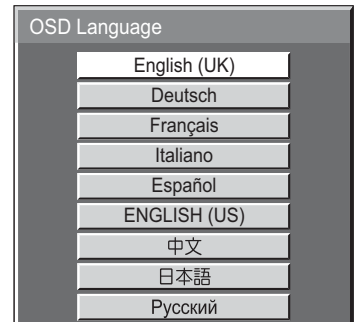 OSD Language
English (UK)
Deutsch
Français
Italiano
Español
ENGLISH (US)
中文
日本語
Русский